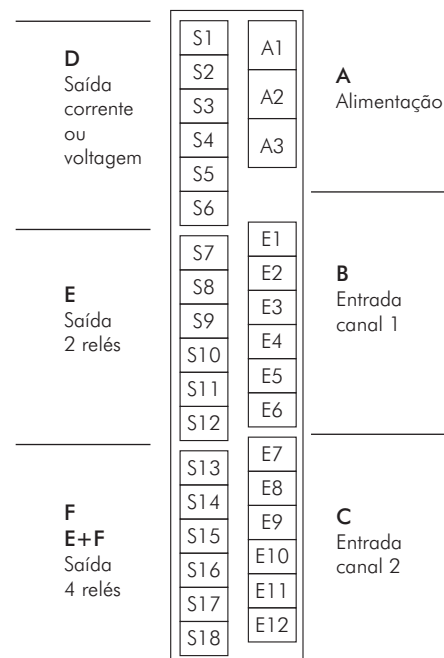 D
Saída
corrente
ou
voltagem
E
Saída
2 relés
F
E+F
Saída
4 relés
S1
S2
S3
S4
S5
S6
S7
S8
S9
S10
S11
S12
S13
S14
S15
S16
S17
S18
A1
A2
A3
E1
E2
E3
E4
E5
E6
E7
E8
E9
E10
E11
E12
A
Alimentação
B
Entrada
canal 1
C
Entrada
canal 2